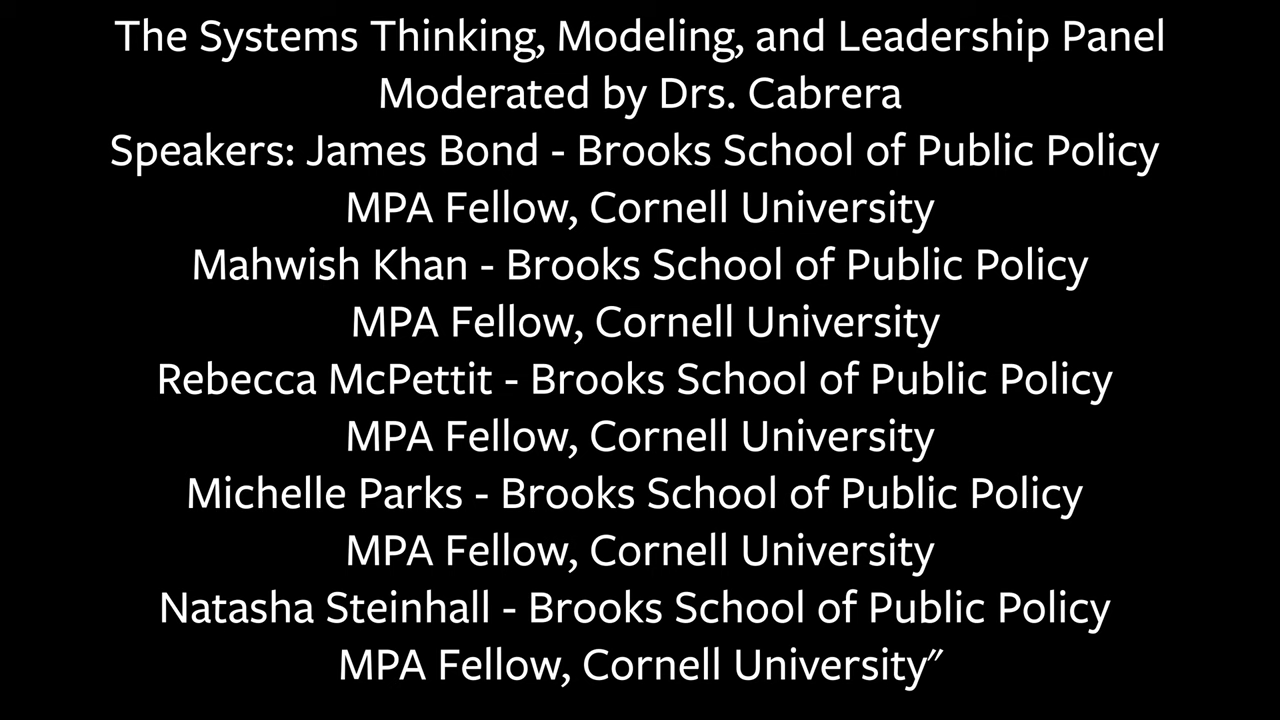 The Systems Thinking, Modeling, and Leadership Panel
Moderated by Drs. Cabrera
Speakers: James Bond - Brooks School of Public Policy
MPA Fellow, Cornell University
Mahwish Khan - Brooks School of Public Policy
MPA Fellow, Cornell University
Rebecca McPettit - Brooks School of Public Policy
MPA Fellow, Cornell University
Michelle Parks - Brooks School of Public Policy
MPA Fellow, Cornell University
Natasha Steinhall - Brooks School of Public Policy
MPA Fellow, Cornell University"